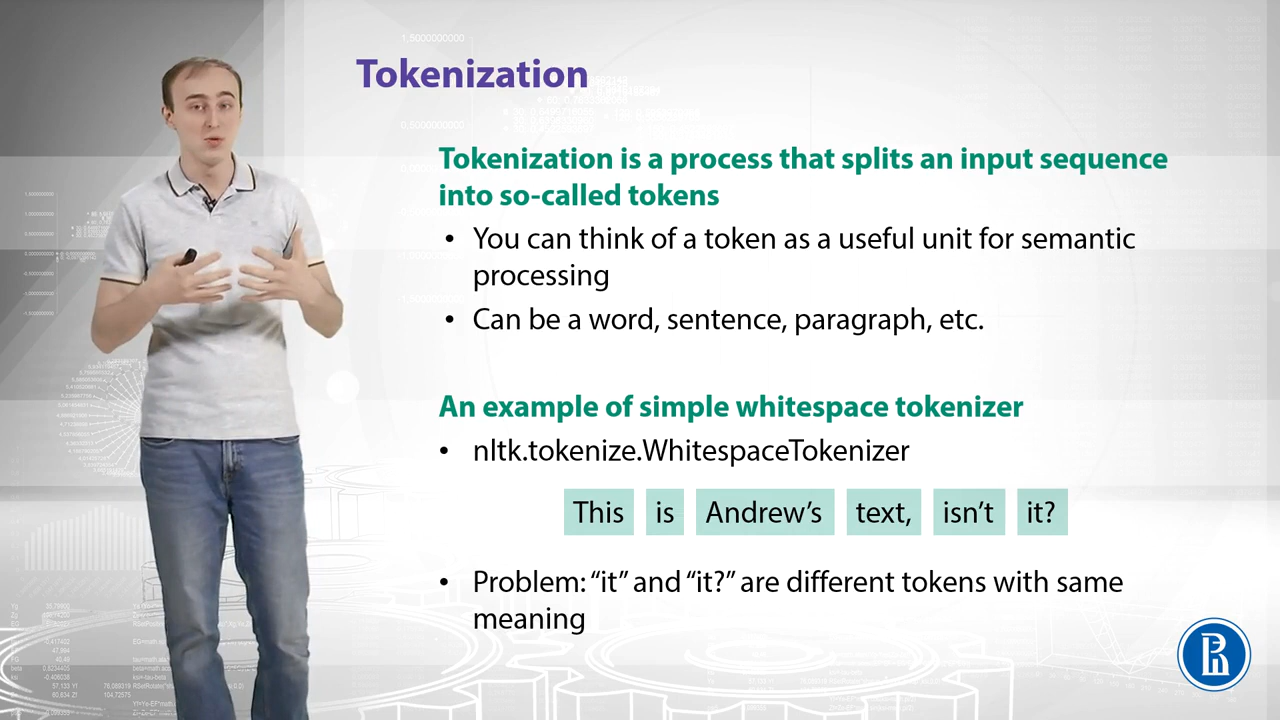 Tokenization
Tokenization is a process that splits an input sequence
into so-called tokens
• You can think of a token as a useful unit for semantic
processing
• Can be a word, sentence, paragraph, etc.
An example of simple whitespace tokenizer
• nltk.tokenize.WhitespaceTokenizer
This is Andrew’s text, isn’t it?
• Problem: “it” and “it?” are different tokens with same
meaning